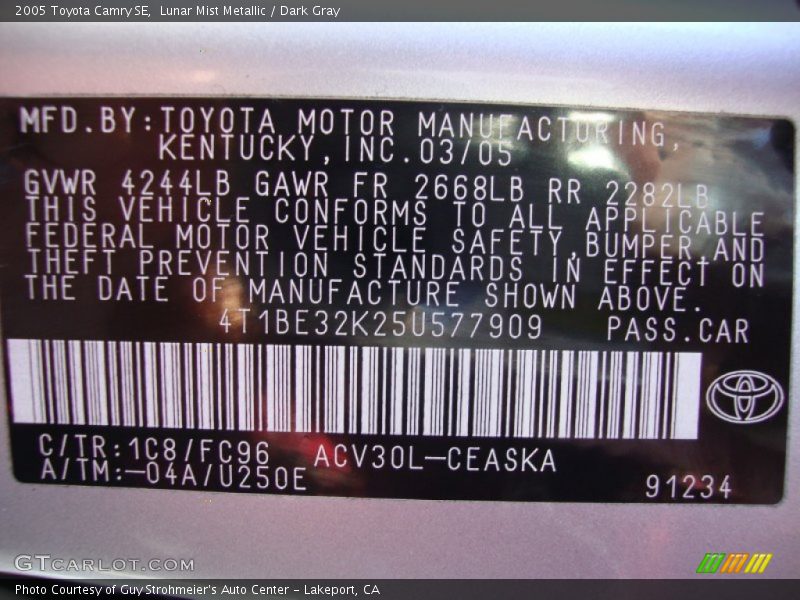 2005 Toyota Camry SE, Lunar Mist Metallic / Dark Gray
MFD.BY:TOYOTA MOTOR MANUFACTURING,
KENTUCKY,INC.03/05
GVWR 4244LB GAWR FR 2668LB RR 2282LB
THIS VEHICLE CONFORMS TO ALL APPLICABLE
FEDERAL MOTOR VEHICLE SAFETY,BUMPER,AND
THEFT PREVENTION STANDARDS IN EFFECT ON
THE DATE OF MANUFACTURE SHOWN ABOVE.
4T1BE32K25U577909 PASS.CAR
C/TR:1C8/FC96 ACV30L-CEASKA
A/TM:-04A/U250E
91234
GTCARLOT.COM
Photo Courtesy of Guy Strohmeier's Auto Center - Lakeport, CA